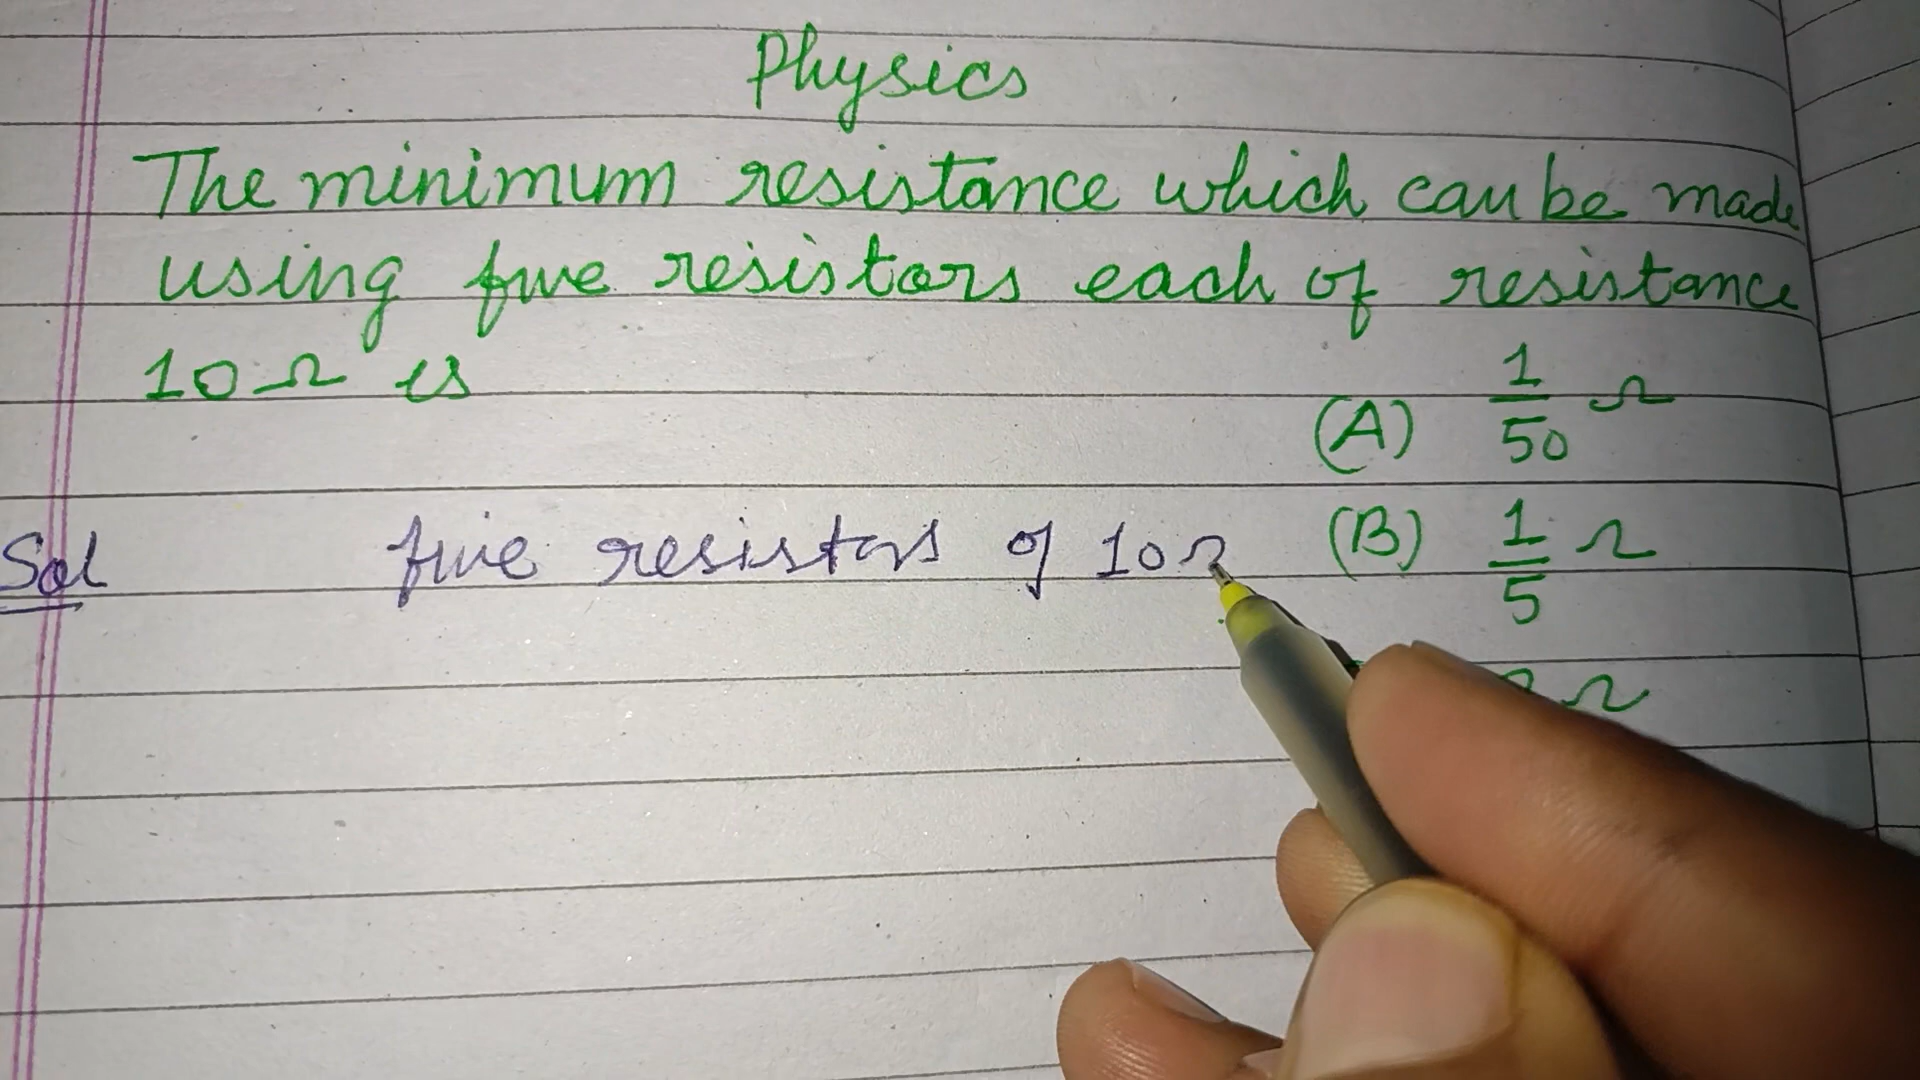 Physics
The minimum resistance which can be made
using five resistors each of resistance
10 Ω is
(A) 1/50 Ω
Sol five resistors of 10Ω
(B) 1/5 Ω
Ω